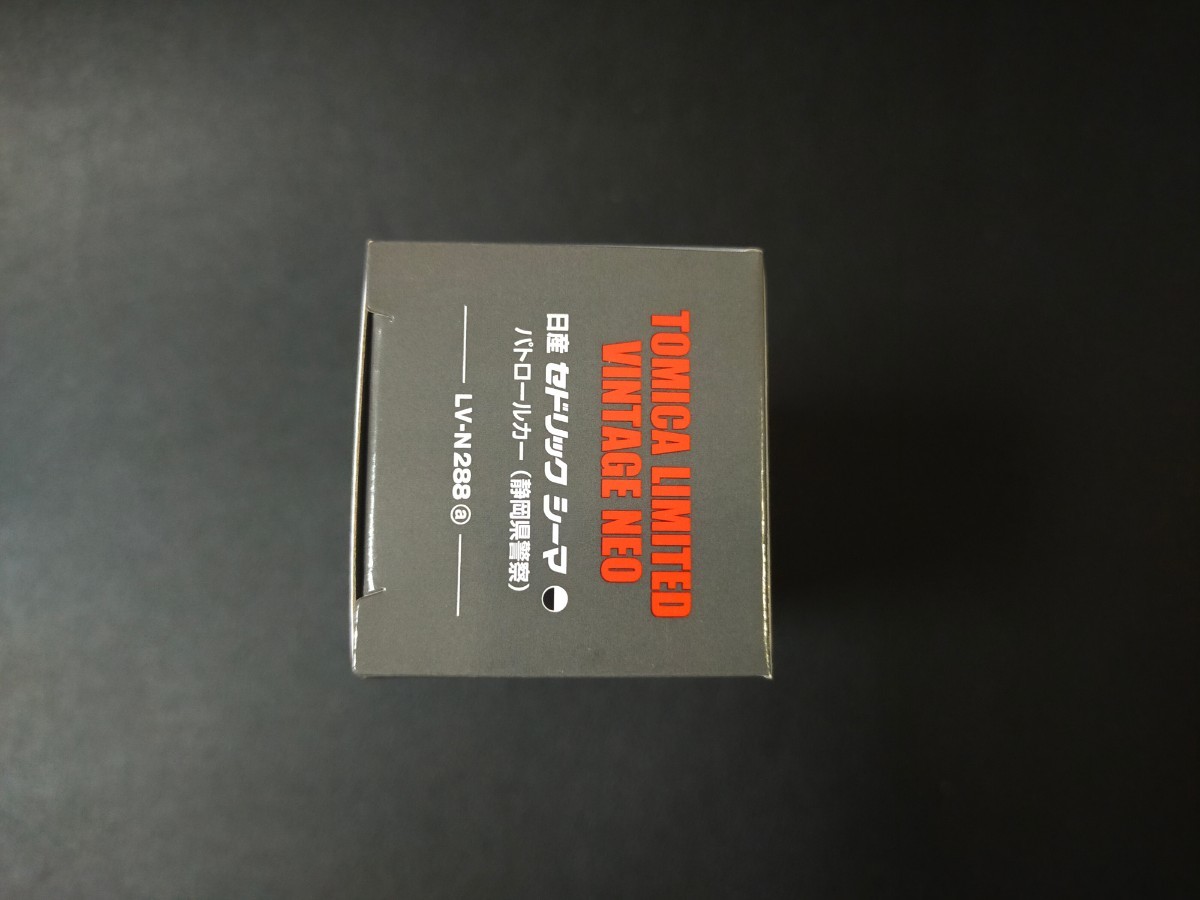 TOMICA LIMITED
VINTAGE NEO
日産 セドリック シーマ
パトロールカー (静岡県警察)
LV-N288 ⓐ